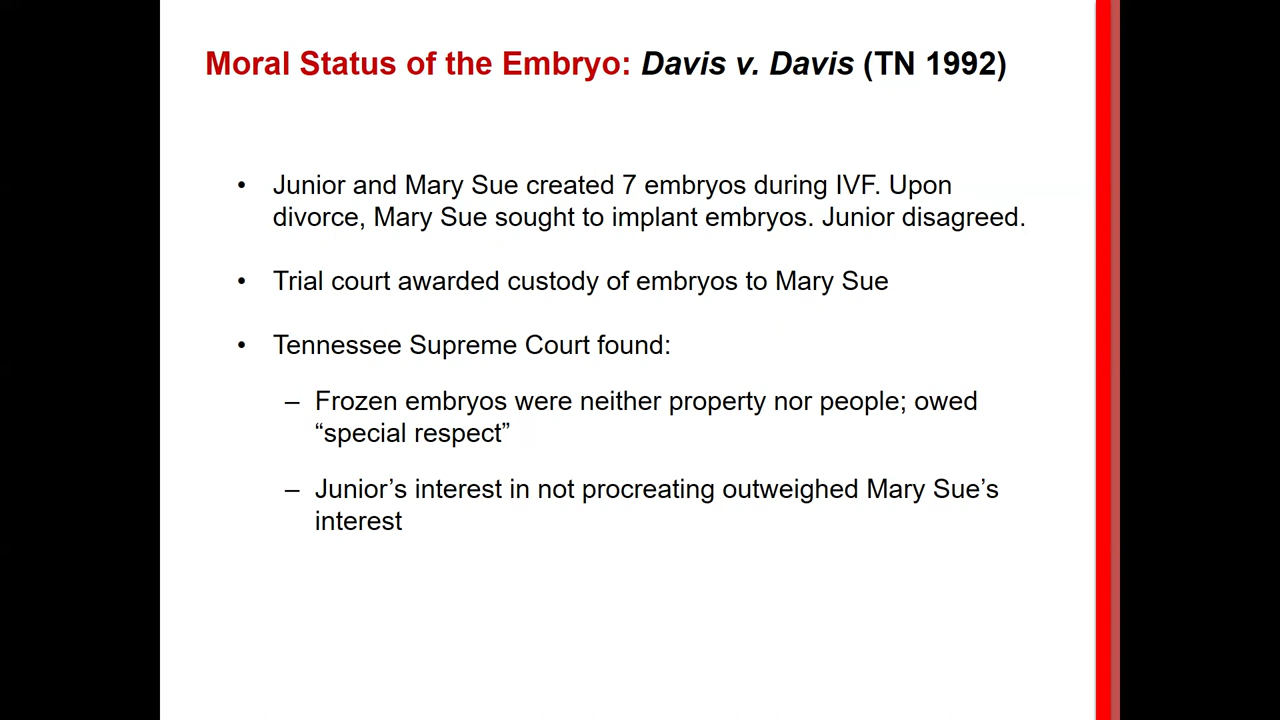 Moral Status of the Embryo: Davis v. Davis (TN 1992)
• Junior and Mary Sue created 7 embryos during IVF. Upon
divorce, Mary Sue sought to implant embryos. Junior disagreed.
• Trial court awarded custody of embryos to Mary Sue
• Tennessee Supreme Court found:
– Frozen embryos were neither property nor people; owed
“special respect”
– Junior’s interest in not procreating outweighed Mary Sue’s
interest